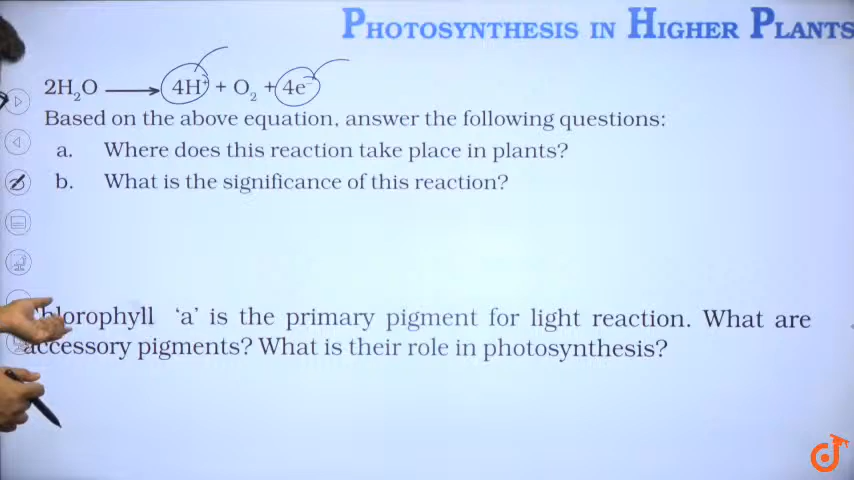 PHOTOSYNTHESIS IN HIGHER PLANTS
2H₂O ⟶ 4H⁺ + O₂ + 4e⁻
Based on the above equation, answer the following questions:
a. Where does this reaction take place in plants?
b. What is the significance of this reaction?
hlorophyll 'a' is the primary pigment for light reaction. What are
accessory pigments? What is their role in photosynthesis?